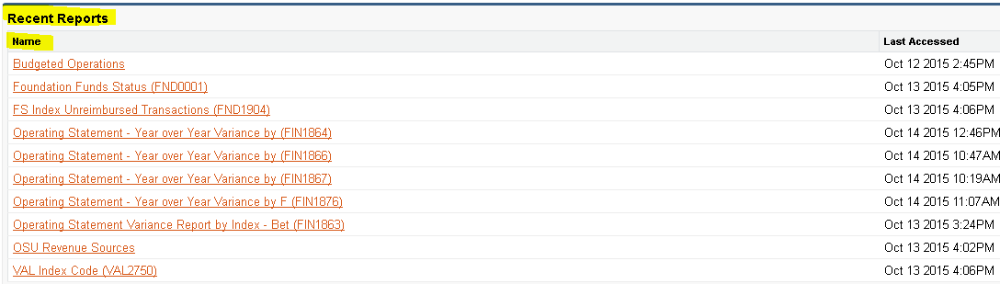 Recent Reports
Name Last Accessed
Budgeted Operations Oct 12 2015 2:45PM
Foundation Funds Status (FND0001) Oct 13 2015 4:05PM
FS Index Unreimbursed Transactions (FND1904) Oct 13 2015 4:06PM
Operating Statement - Year over Year Variance by (FIN1864) Oct 14 2015 12:46PM
Operating Statement - Year over Year Variance by (FIN1866) Oct 14 2015 10:47AM
Operating Statement - Year over Year Variance by (FIN1867) Oct 14 2015 10:19AM
Operating Statement - Year over Year Variance by F (FIN1876) Oct 14 2015 11:07AM
Operating Statement Variance Report by Index - Bet (FIN1863) Oct 13 2015 3:24PM
OSU Revenue Sources Oct 13 2015 4:02PM
VAL Index Code (VAL2750) Oct 13 2015 4:06PM